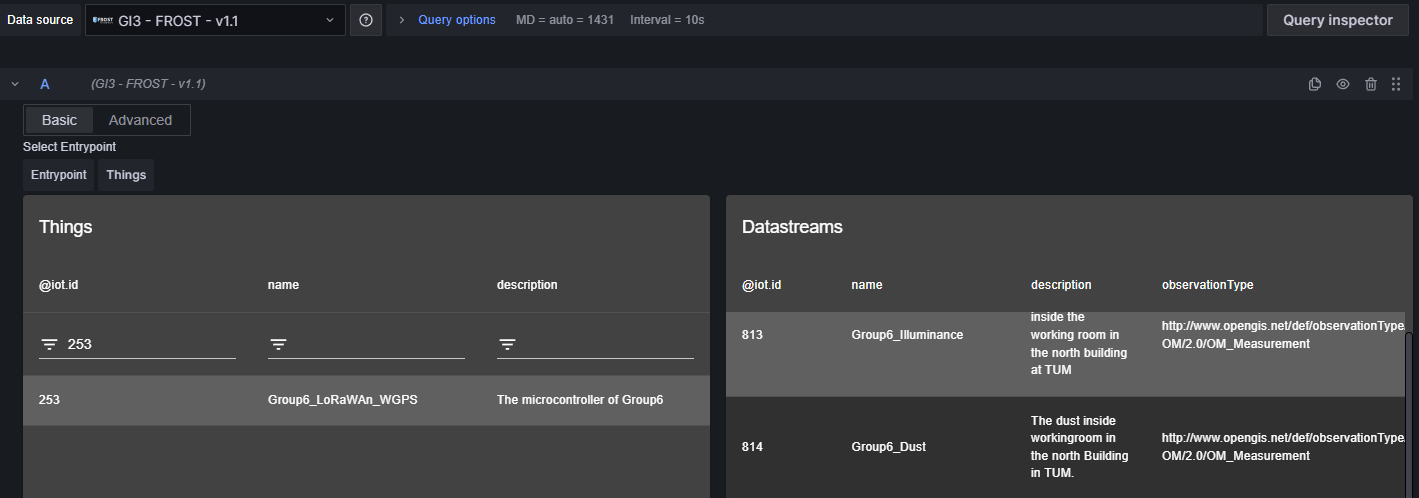 Data source
FROST
GI3 - FROST - v1.1
Query options
MD = auto = 1431
Interval = 10s
Query inspector
A
(GI3 - FROST - v1.1)
Basic
Advanced
Select Entrypoint
Entrypoint
Things
Things
@iot.id
name
description
253
253
Group6_LoRaWAn_WGPS
The microcontroller of Group6
Datastreams
@iot.id
name
description
observationType
813
Group6_Illuminance
inside the
working room in
the north building
at TUM
http://www.opengis.net/def/observationType
OM/2.0/OM_Measurement
814
Group6_Dust
The dust inside
workingroom in
the north Building
in TUM.
http://www.opengis.net/def/observationType
OM/2.0/OM_Measurement